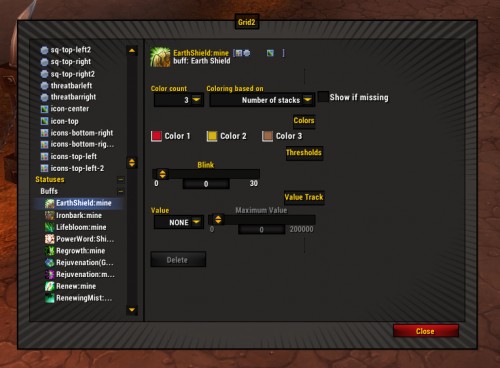 Grid2
sq-top-left2
sq-top-right
sq-top-right2
threatbarleft
threatbarright
icon-center
icon-top
icons-bottom-right
icons-bottom-rig...
icons-top-left
icons-top-left-2
Statuses
Buffs
EarthShield:mine
Ironbark:mine
Lifebloom:mine
PowerWord:Shi...
Regrowth:mine
Rejuvenation(G...
Rejuvenation:m...
Renew:mine
RenewingMist:...
EarthShield:mine
buff: Earth Shield
Color count
Coloring based on
3
Number of stacks
Show if missing
Colors
Color 1
Color 2
Color 3
Thresholds
Blink
0
0
30
Value Track
Value
Maximum Value
NONE
0
0
200000
Delete
Close